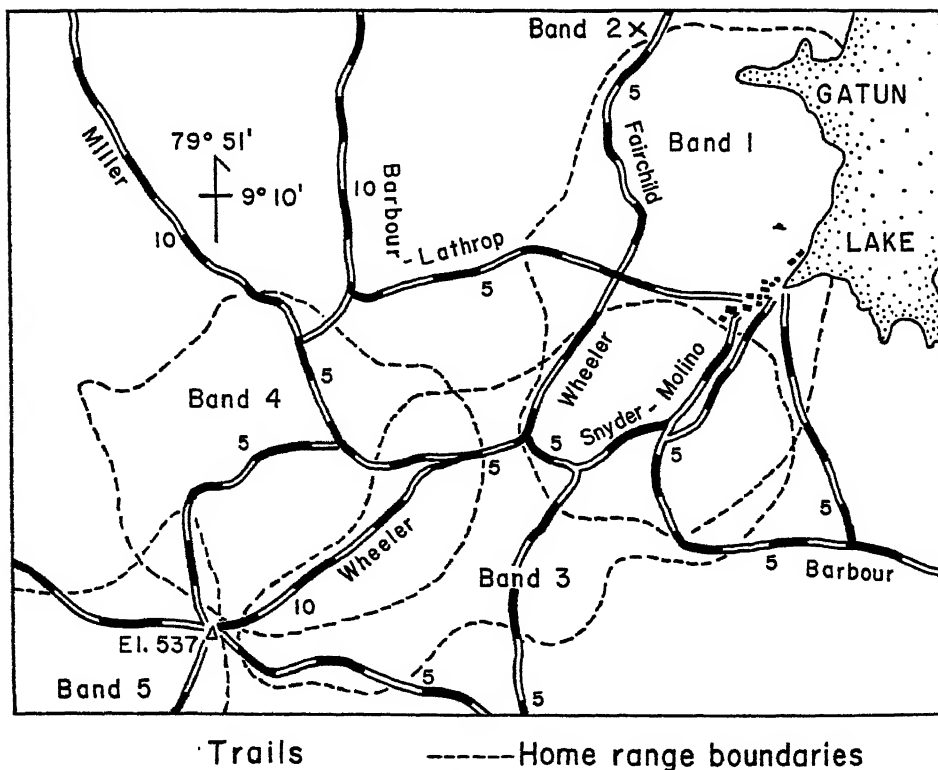 Band 2
5
GATUN
79° 51'
Fairchild
Band 1
Miller
9° 10'
10
Barbour
10
- Lathrop
LAKE
5
5
Wheeler
Snyder - Molino
Band 4
5
5
5
5
5
Wheeler
Band 3
5
Barbour
10
El. 537
Band 5
5
5
Trails
Home range boundaries